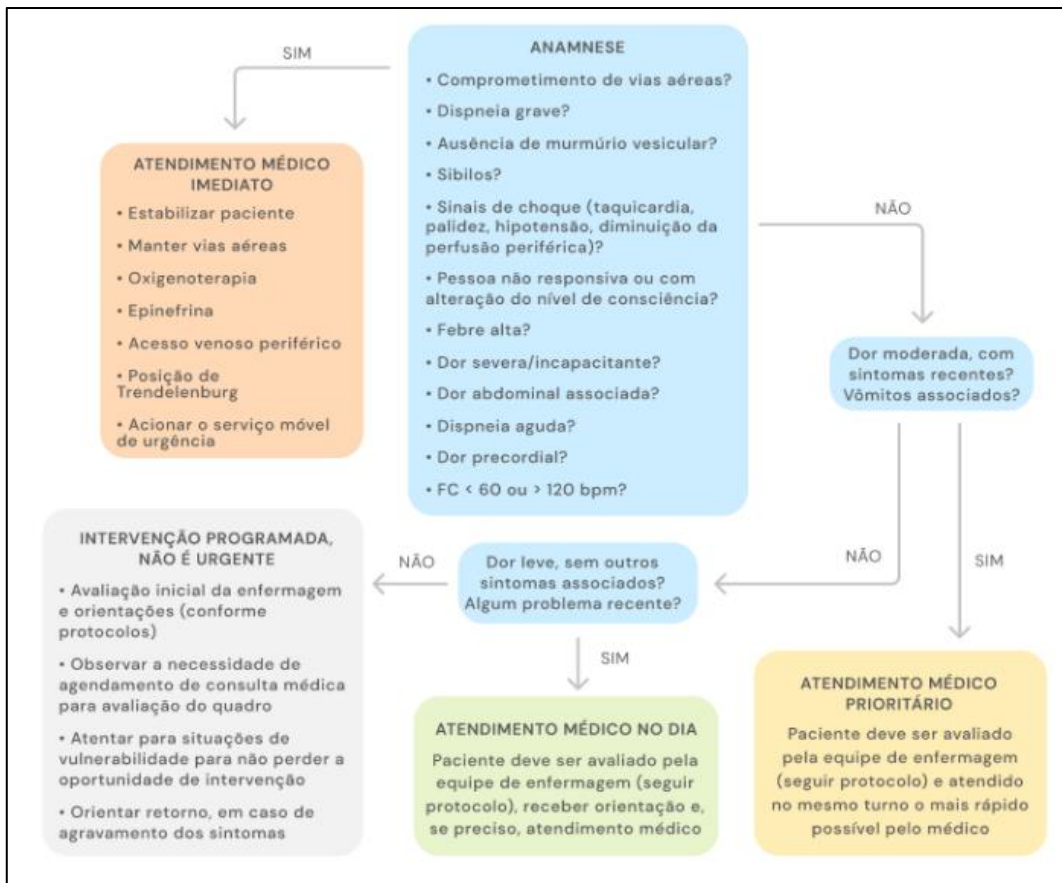 SIM
ANAMNESE
• Comprometimento de vias aéreas?
• Dispneia grave?
• Ausência de murmúrio vesicular?
• Sibilos?
• Sinais de choque (taquicardia,
palidez, hipotensão, diminuição da
perfusão periférica)?
• Pessoa não responsiva ou com
alteração do nível de consciência?
• Febre alta?
• Dor severa/incapacitante?
• Dor abdominal associada?
• Dispneia aguda?
• Dor precordial?
• FC < 60 ou > 120 bpm?
ATENDIMENTO MÉDICO
IMEDIATO
• Estabilizar paciente
• Manter vias aéreas
• Oxigenoterapia
• Epinefrina
• Acesso venoso periférico
• Posição de
Trendelenburg
• Acionar o serviço móvel
de urgência
NÃO
Dor moderada, com
sintomas recentes?
Vômitos associados?
NÃO
SIM
Dor leve, sem outros
sintomas associados?
Algum problema recente?
NÃO
SIM
INTERVENÇÃO PROGRAMADA,
NÃO É URGENTE
• Avaliação inicial da enfermagem
e orientações (conforme
protocolos)
• Observar a necessidade de
agendamento de consulta médica
para avaliação do quadro
• Atentar para situações de
vulnerabilidade para não perder a
oportunidade de intervenção
• Orientar retorno, em caso de
agravamento dos sintomas
ATENDIMENTO MÉDICO NO DIA
Paciente deve ser avaliado pela
equipe de enfermagem (seguir
protocolo), receber orientação e,
se preciso, atendimento médico
ATENDIMENTO MÉDICO
PRIORITÁRIO
Paciente deve ser avaliado
pela equipe de enfermagem
(seguir protocolo) e atendido
no mesmo turno o mais rápido
possível pelo médico